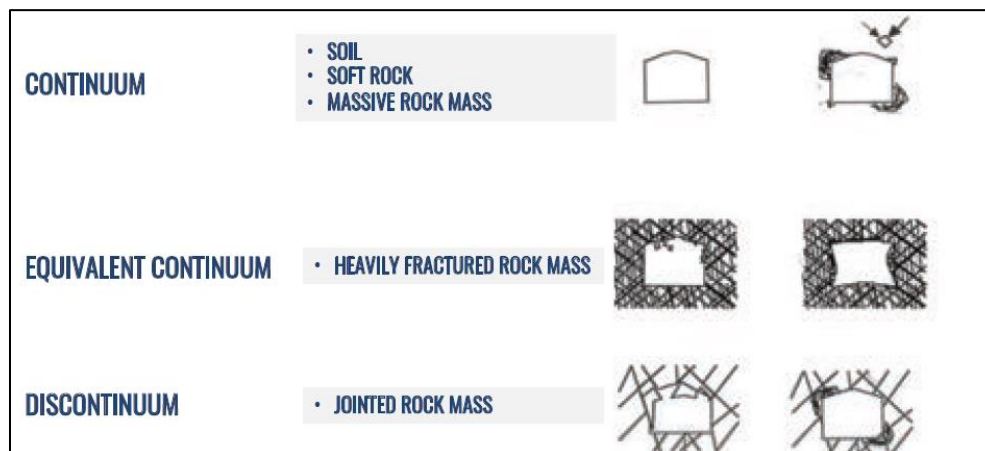 CONTINUUM
• SOIL
• SOFT ROCK
• MASSIVE ROCK MASS
EQUIVALENT CONTINUUM
• HEAVILY FRACTURED ROCK MASS
DISCONTINUUM
• JOINTED ROCK MASS